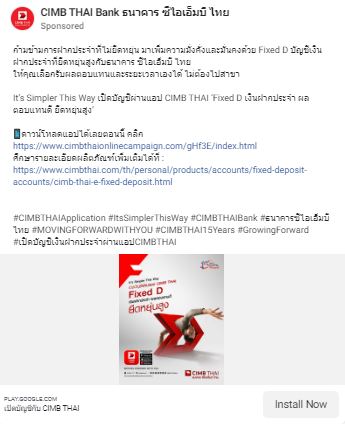 CIMB THAI Bank ธนาคาร ซีไอเอ็มบี ไทย
Sponsored
ก้ามข้ามการฝากประจำที่ไม่ยืดหยุ่น มาเพิ่มความมั่งคั่งและมั่นคงด้วย Fixed D บัญชีเงิน
ฝากประจำที่ยืดหยุ่นสูงกับธนาคาร ซีไอเอ็มบี ไทย
ให้คุณเลือกรับผลตอบแทนและระยะเวลาเองได้ ไม่ต้องไปสาขา
It's Simpler This Way เปิดบัญชีผ่านแอป CIMB THAI 'Fixed D เงินฝากประจำ ผล
ตอบแทนดี ยืดหยุ่นสูง'
ดาวน์โหลดแอปได้เลยตอนนี้ คลิก
https://www.cimbthaionlinecampaign.com/gHf3E/index.html
ศึกษารายละเอียดผลิตภัณฑ์เพิ่มเติมได้ที่ :
https://www.cimbthai.com/th/personal/products/accounts/fixed-deposit-
accounts/cimb-thai-e-fixed-deposit.html
#CIMBTHAIApplication #ItsSimplerThisWay #CIMBTHAIBank #ธนาคารซีไอเอ็มบี
ไทย #MOVINGFORWARDWITHYOU #CIMBTHAI15Years #GrowingForward
#เปิดบัญชีเงินฝากประจำผ่านแอปCIMBTHAI
It's Simpler This Way
Fixed D
ยืดหยุ่นสูง
CIMB THAI
PLAY.GOOGLE.COM
เปิดบัญชีกับ CIMB THAI
Install Now